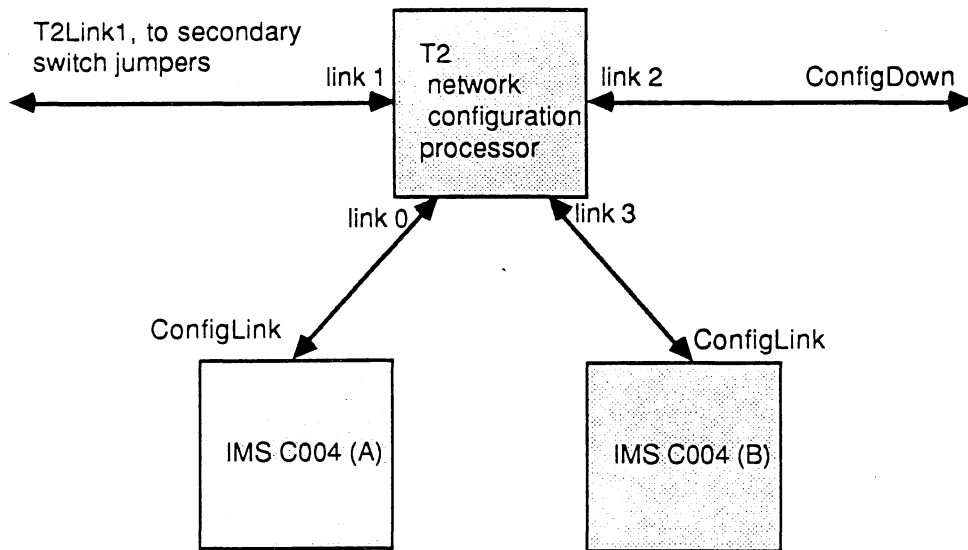 T2Link1, to secondary
switch jumpers
link 1
T2
network
configuration
processor
link 2
ConfigDown
link 0
link 3
ConfigLink
ConfigLink
IMS C004 (A)
IMS C004 (B)